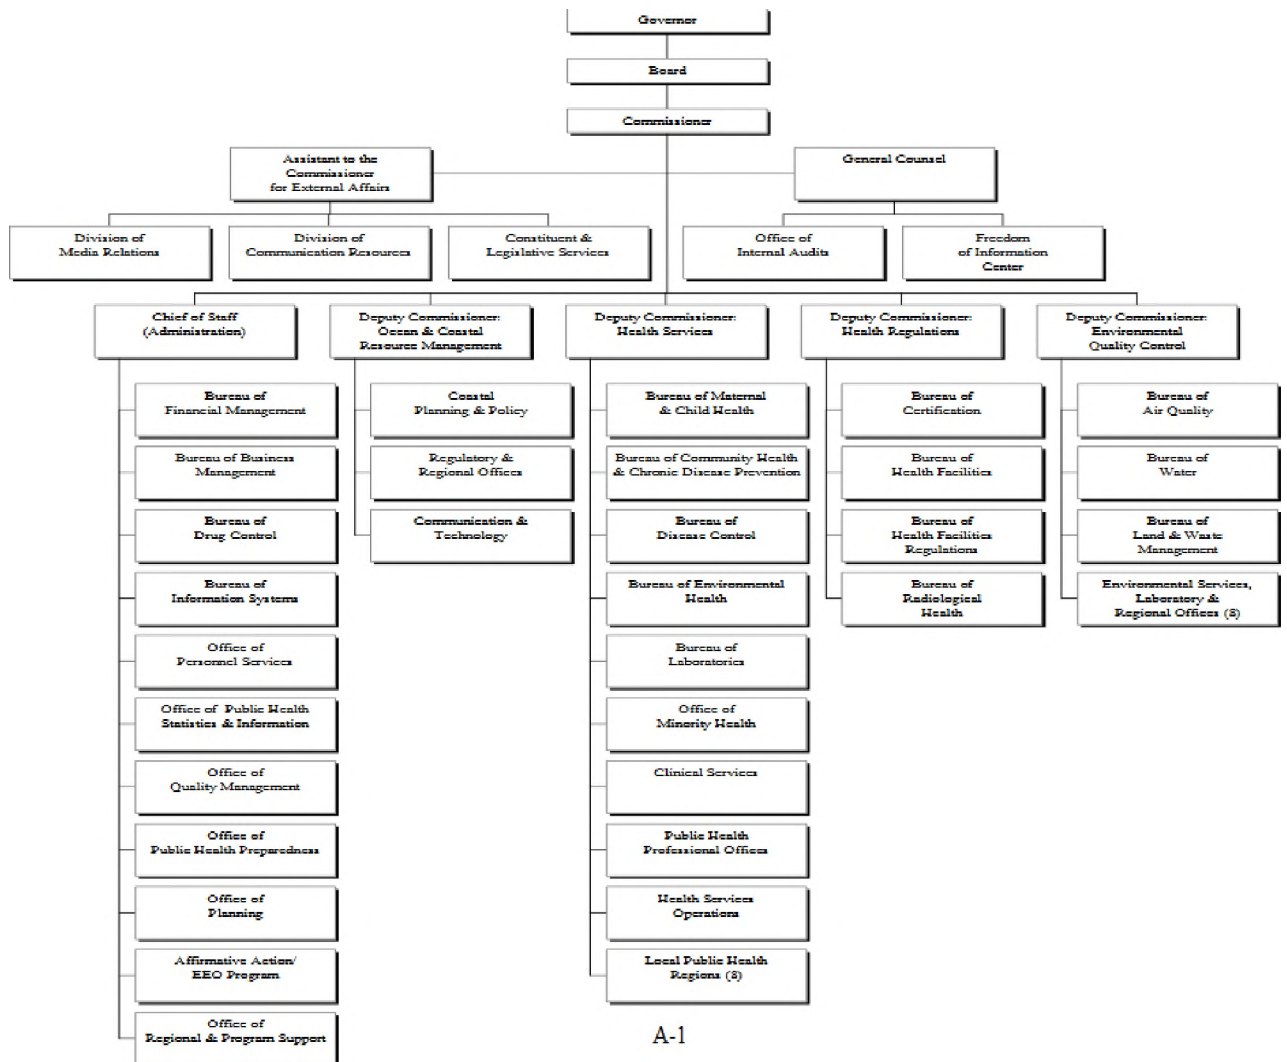 Governor
Board
Commissioner
Assistant to the
Commissioner
for External Affairs
General Counsel
Division of
Media Relations
Division of
Communication Resources
Constituent &
Legislative Services
Office of
Internal Audits
Freedom
of Information
Center
Chief of Staff
(Administration)
Deputy Commissioner:
Ocean & Coastal
Resource Management
Deputy Commissioner:
Health Services
Deputy Commissioner:
Health Regulations
Deputy Commissioner:
Environmental
Quality Control
Bureau of
Financial Management
Bureau of Business
Management
Bureau of
Drug Control
Bureau of
Information Systems
Office of
Personnel Services
Office of Public Health
Statistics & Information
Office of
Quality Management
Office of
Public Health Preparedness
Office of
Planning
Affirmative Action/
EEO Program
Office of
Regional & Program Support
Coastal
Planning & Policy
Regulatory &
Regional Offices
Communication &
Technology
Bureau of Maternal
& Child Health
Bureau of Community Health
& Chronic Disease Prevention
Bureau of
Disease Control
Bureau of Environmental
Health
Bureau of
Laboratories
Office of
Minority Health
Clinical Services
Public Health
Professional Offices
Health Services
Operations
Local Public Health
Regions (8)
Bureau of
Certification
Bureau of
Health Facilities
Bureau of
Health Facilities
Regulations
Bureau of
Radiological
Health
Bureau of
Air Quality
Bureau of
Water
Bureau of
Land & Waste
Management
Environmental Services,
Laboratory &
Regional Offices (8)
A-1